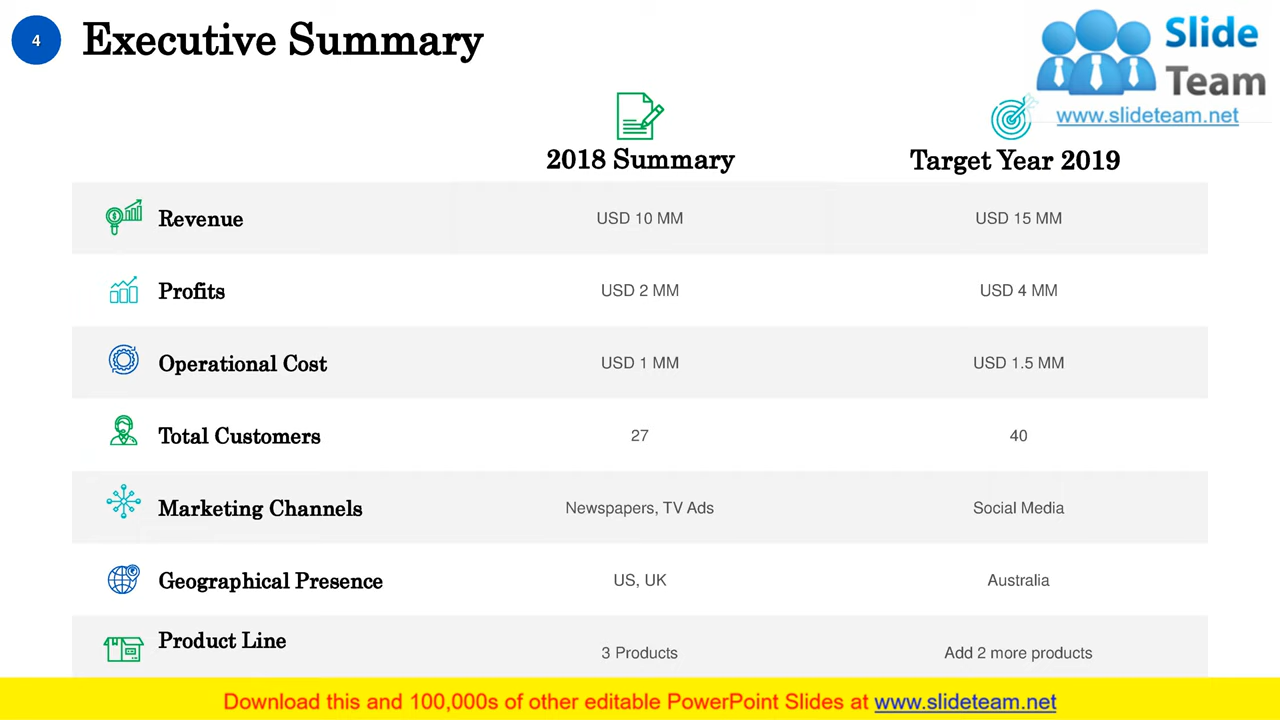 4
Executive Summary
Slide
Team
www.slideteam.net
2018 Summary
Target Year 2019
Revenue
USD 10 MM
USD 15 MM
Profits
USD 2 MM
USD 4 MM
Operational Cost
USD 1 MM
USD 1.5 MM
Total Customers
27
40
Marketing Channels
Newspapers, TV Ads
Social Media
Geographical Presence
US, UK
Australia
Product Line
3 Products
Add 2 more products
Download this and 100,000s of other editable PowerPoint Slides at www.slideteam.net